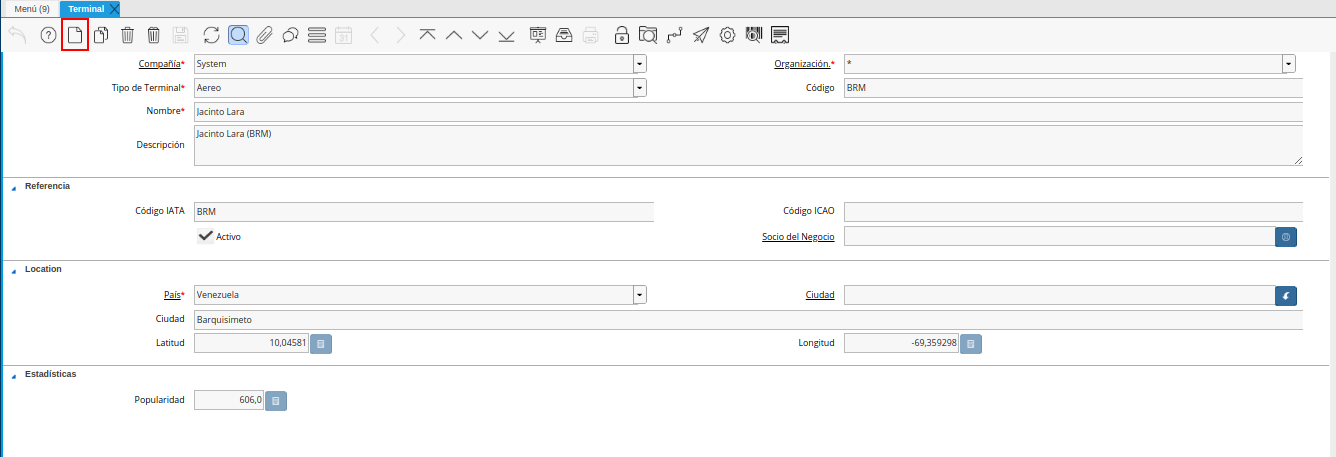 Menú (9) Terminal
31
Compañía* System Organización.* *
Tipo de Terminal* Aereo Código BRM
Nombre* Jacinto Lara
Descripción Jacinto Lara (BRM)
Referencia
Código IATA BRM Código ICAO
Activo Socio del Negocio
Location
País* Venezuela Ciudad
Ciudad Barquisimeto
Latitud 10,04581 Longitud -69,359298
Estadísticas
Popularidad 606,0